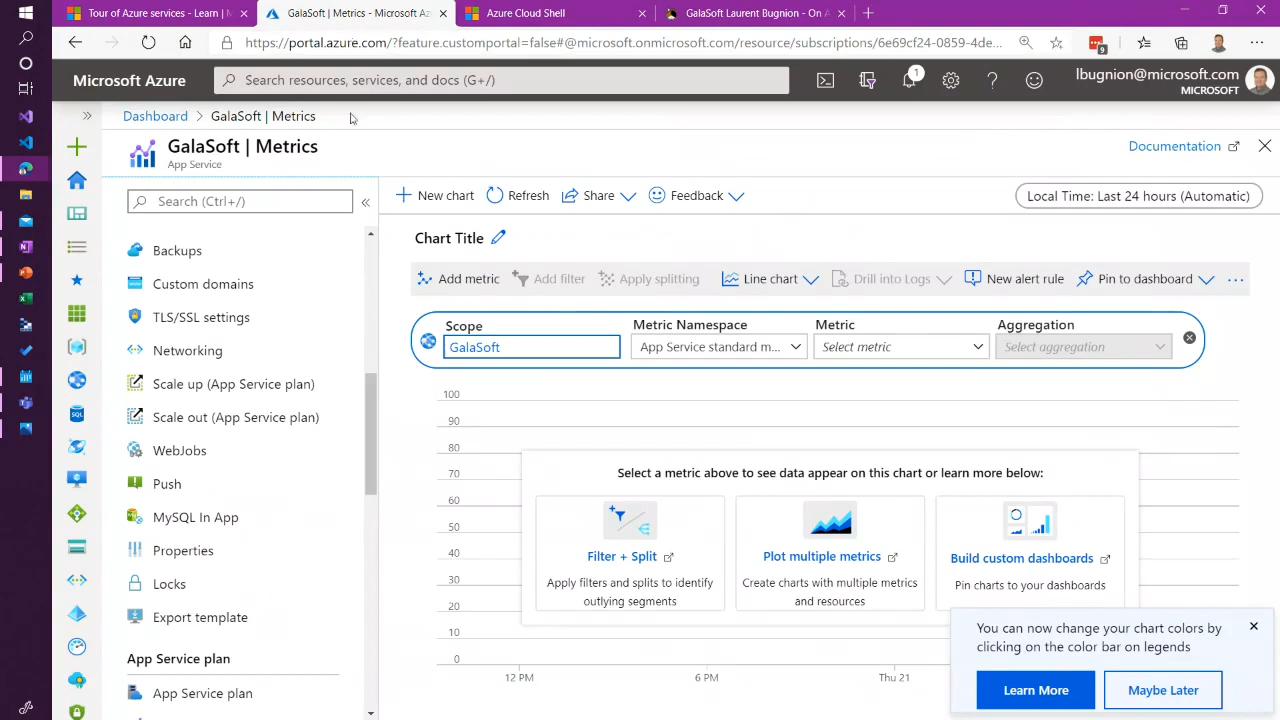 Tour of Azure services - Learn | M
GalaSoft | Metrics - Microsoft Az
Azure Cloud Shell
GalaSoft Laurent Bugnion - On A
https://portal.azure.com/?feature.customportal=false#@microsoft.onmicrosoft.com/resource/subscriptions/6e69cf24-0859-4de...
9
Microsoft Azure
Search resources, services, and docs (G+/)
1
lbugnion@microsoft.com
MICROSOFT
Dashboard > GalaSoft | Metrics
GalaSoft | Metrics
App Service
Documentation
Search (Ctrl+/)
Backups
Custom domains
TLS/SSL settings
Networking
Scale up (App Service plan)
Scale out (App Service plan)
WebJobs
Push
MySQL In App
Properties
Locks
Export template
App Service plan
App Service plan
New chart
Refresh
Share
Feedback
Local Time: Last 24 hours (Automatic)
Chart Title
Add metric
Add filter
Apply splitting
Line chart
Drill into Logs
New alert rule
Pin to dashboard
Scope
GalaSoft
Metric Namespace
App Service standard m...
Metric
Select metric
Aggregation
Select aggregation
100
90
80
70
60
50
40
30
20
10
0
12 PM
6 PM
Thu 21
Select a metric above to see data appear on this chart or learn more below:
Filter + Split
Apply filters and splits to identify
outlying segments
Plot multiple metrics
Create charts with multiple metrics
and resources
Build custom dashboards
Pin charts to your dashboards
You can now change your chart colors by
clicking on the color bar on legends
Learn More
Maybe Later